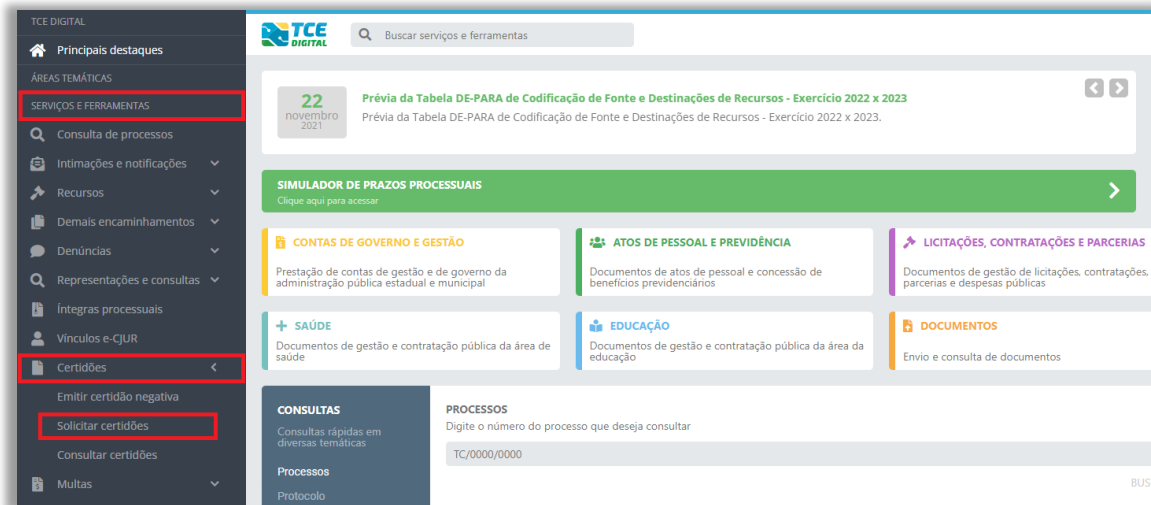 TCE DIGITAL
Principais destaques
ÁREAS TEMÁTICAS
SERVIÇOS E FERRAMENTAS
Consulta de processos
Intimações e notificações
Recursos
Demais encaminhamentos
Denúncias
Representações e consultas
Íntegras processuais
Vínculos e-CJUR
Certidões
Emitir certidão negativa
Solicitar certidões
Consultar certidões
Multas
TCE
DIGITAL
Buscar serviços e ferramentas
22
novembro
2021
Prévia da Tabela DE-PARA de Codificação de Fonte e Destinações de Recursos - Exercício 2022 x 2023
Prévia da Tabela DE-PARA de Codificação de Fonte e Destinações de Recursos - Exercício 2022 x 2023.
SIMULADOR DE PRAZOS PROCESSUAIS
Clique aqui para acessar
CONTAS DE GOVERNO E GESTÃO
Prestação de contas de gestão e de governo da
administração pública estadual e municipal
ATOS DE PESSOAL E PREVIDÊNCIA
Documentos de atos de pessoal e concessão de
benefícios previdenciários
LICITAÇÕES, CONTRATAÇÕES E PARCERIAS
Documentos de gestão de licitações, contratações,
parcerias e despesas públicas
SAÚDE
Documentos de gestão e contratação pública da área de
saúde
EDUCAÇÃO
Documentos de gestão e contratação pública da área da
educação
DOCUMENTOS
Envio e consulta de documentos
CONSULTAS
Consultas rápidas em
diversas temáticas
Processos
Protocolo
PROCESSOS
Digite o número do processo que deseja consultar
TC/0000/0000
BUS